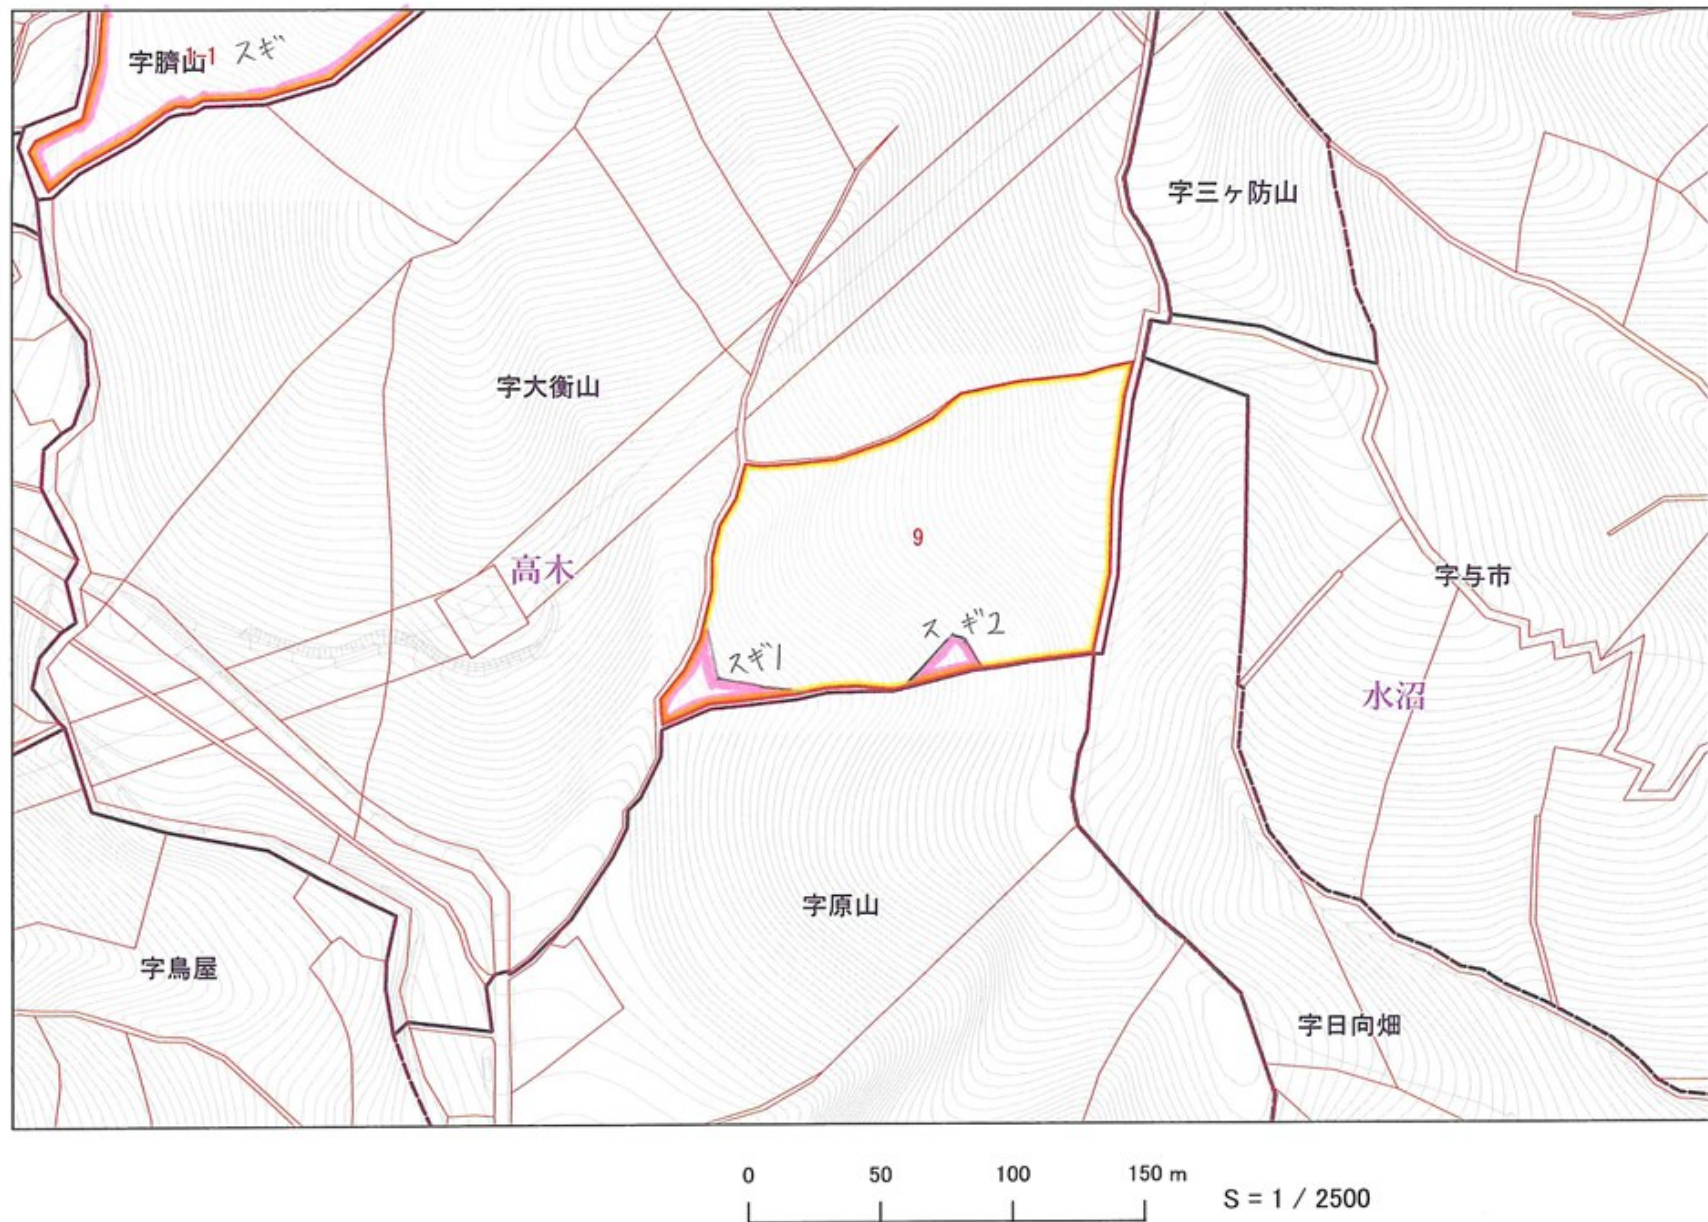 字臍山
1-1
スギ
字三ヶ防山
字大衡山
9
高木
字与市
スギ2
スギ1
水沼
字原山
字鳥屋
字日向畑
0 50 100 150 m
S = 1 / 2500